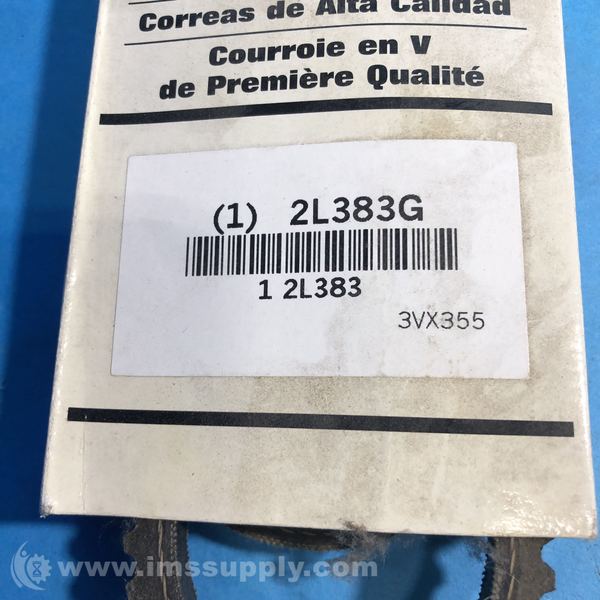 Correas de Alta Calidad
Courroie en V
de Première Qualité
(1) 2L383G
1 2L383
3VX355
www.imssupply.com